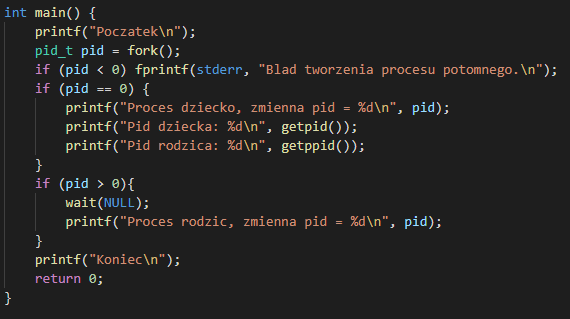 int main() {
printf("Poczatek\n");
pid_t pid = fork();
if (pid < 0) fprintf(stderr, "Blad tworzenia procesu potomnego.\n");
if (pid == 0) {
printf("Proces dziecko, zmienna pid = %d\n", pid);
printf("Pid dziecka: %d\n", getpid());
printf("Pid rodzica: %d\n", getppid());
}
if (pid > 0){
wait(NULL);
printf("Proces rodzic, zmienna pid = %d\n", pid);
}
printf("Koniec\n");
return 0;
}